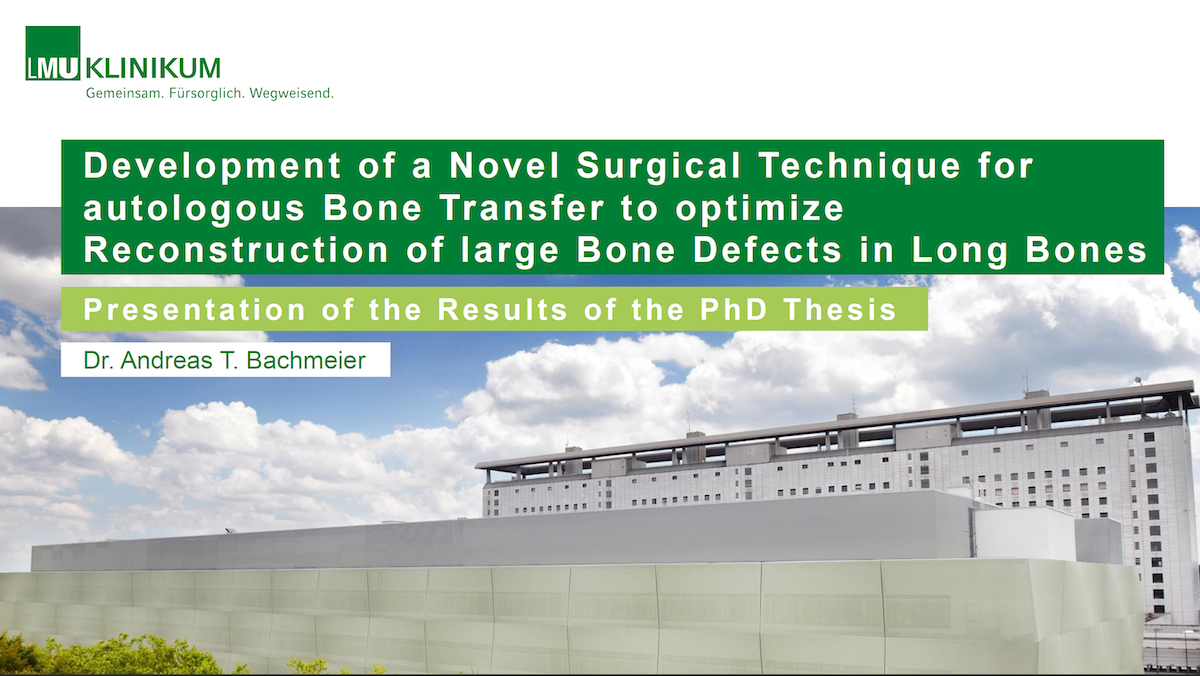 LMU KLINIKUM
Gemeinsam. Fürsorglich. Wegweisend.
Development of a Novel Surgical Technique for
autologous Bone Transfer to optimize
Reconstruction of large Bone Defects in Long Bones
Presentation of the Results of the PhD Thesis
Dr. Andreas T. Bachmeier